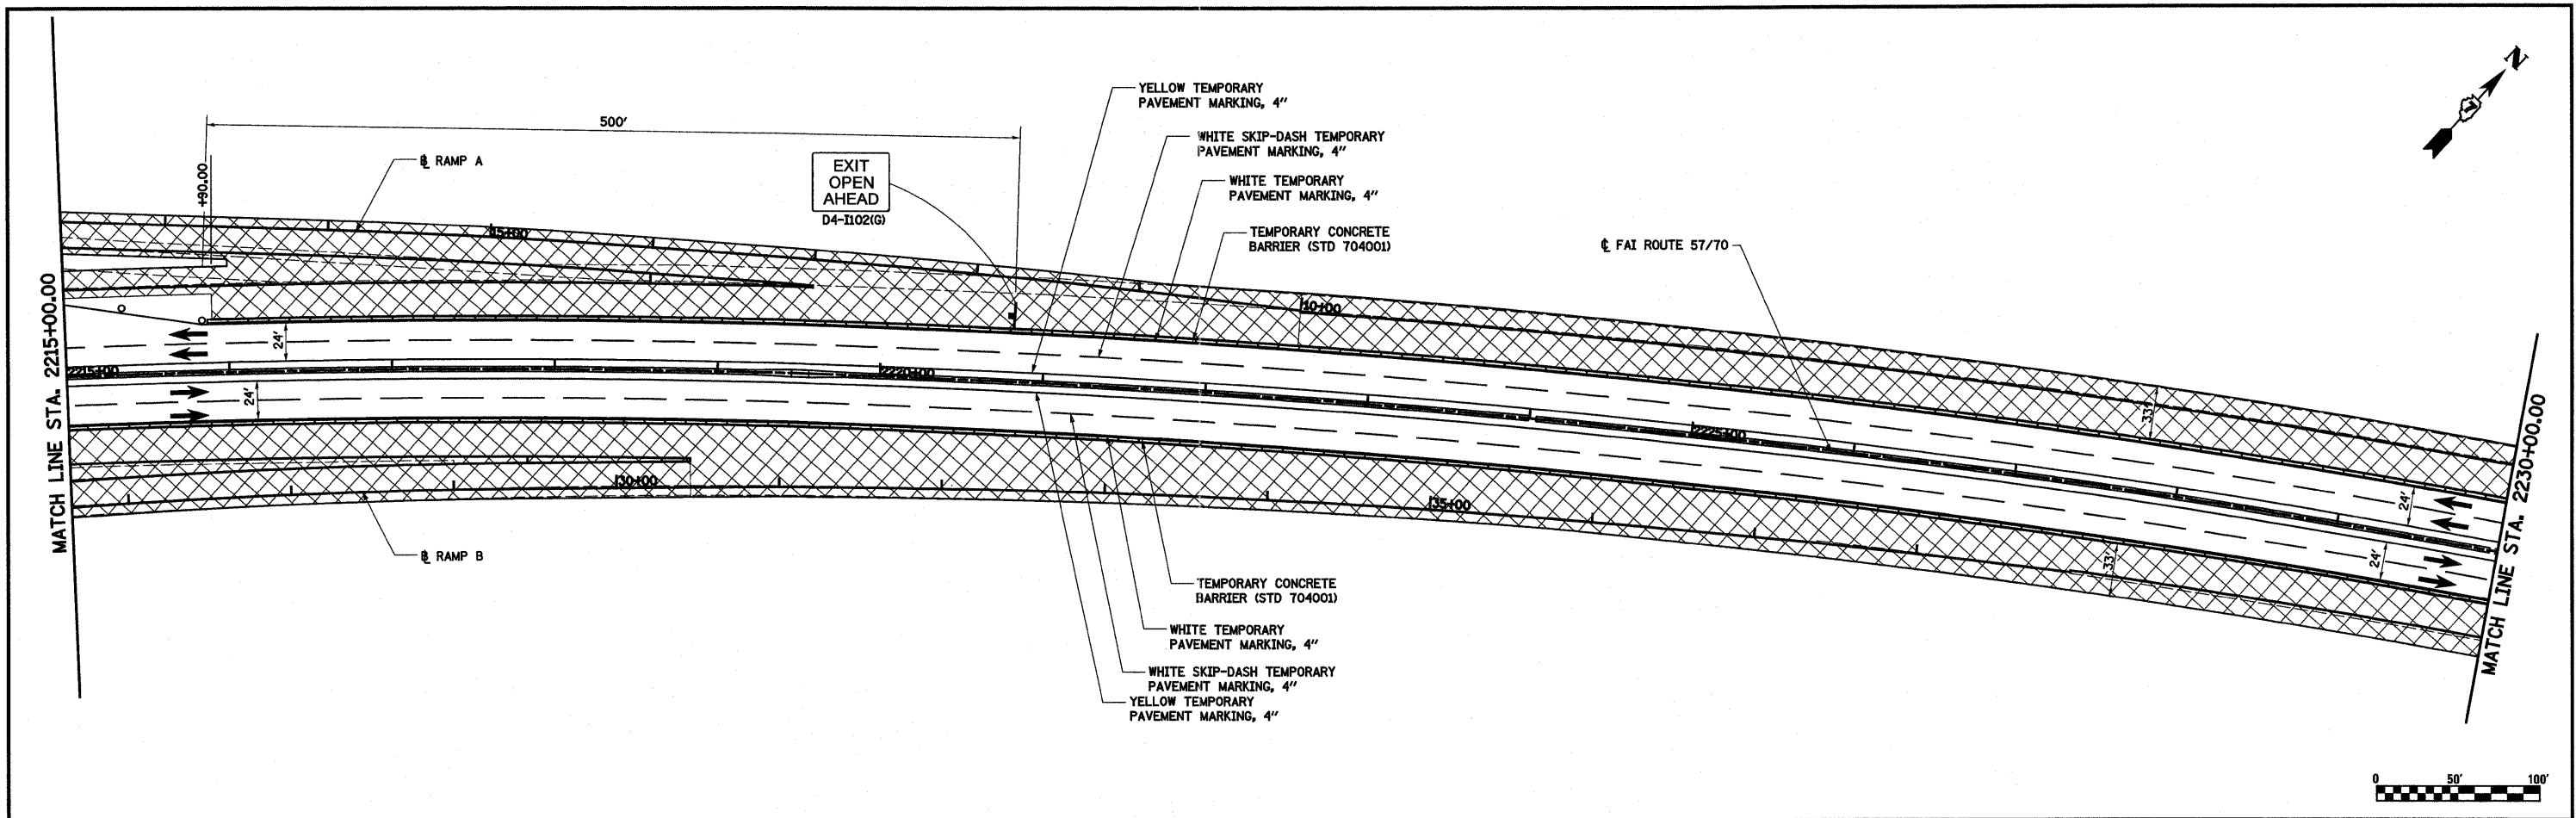 N
7
YELLOW TEMPORARY
PAVEMENT MARKING, 4"
500'
WHITE SKIP-DASH TEMPORARY
PAVEMENT MARKING, 4"
℄ RAMP A
+90.00
EXIT
OPEN
AHEAD
D4-I102(G)
WHITE TEMPORARY
PAVEMENT MARKING, 4"
TEMPORARY CONCRETE
BARRIER (STD 704001)
℄ FAI ROUTE 57/70
15+00
10+00
MATCH LINE STA. 2215+00.00
24'
2215+00
2220+00
24'
33'
2225+00
24'
24'
33'
MATCH LINE STA. 2230+00.00
30+00
35+00
℄ RAMP B
TEMPORARY CONCRETE
BARRIER (STD 704001)
WHITE TEMPORARY
PAVEMENT MARKING, 4"
WHITE SKIP-DASH TEMPORARY
PAVEMENT MARKING, 4"
YELLOW TEMPORARY
PAVEMENT MARKING, 4"
0 50' 100'